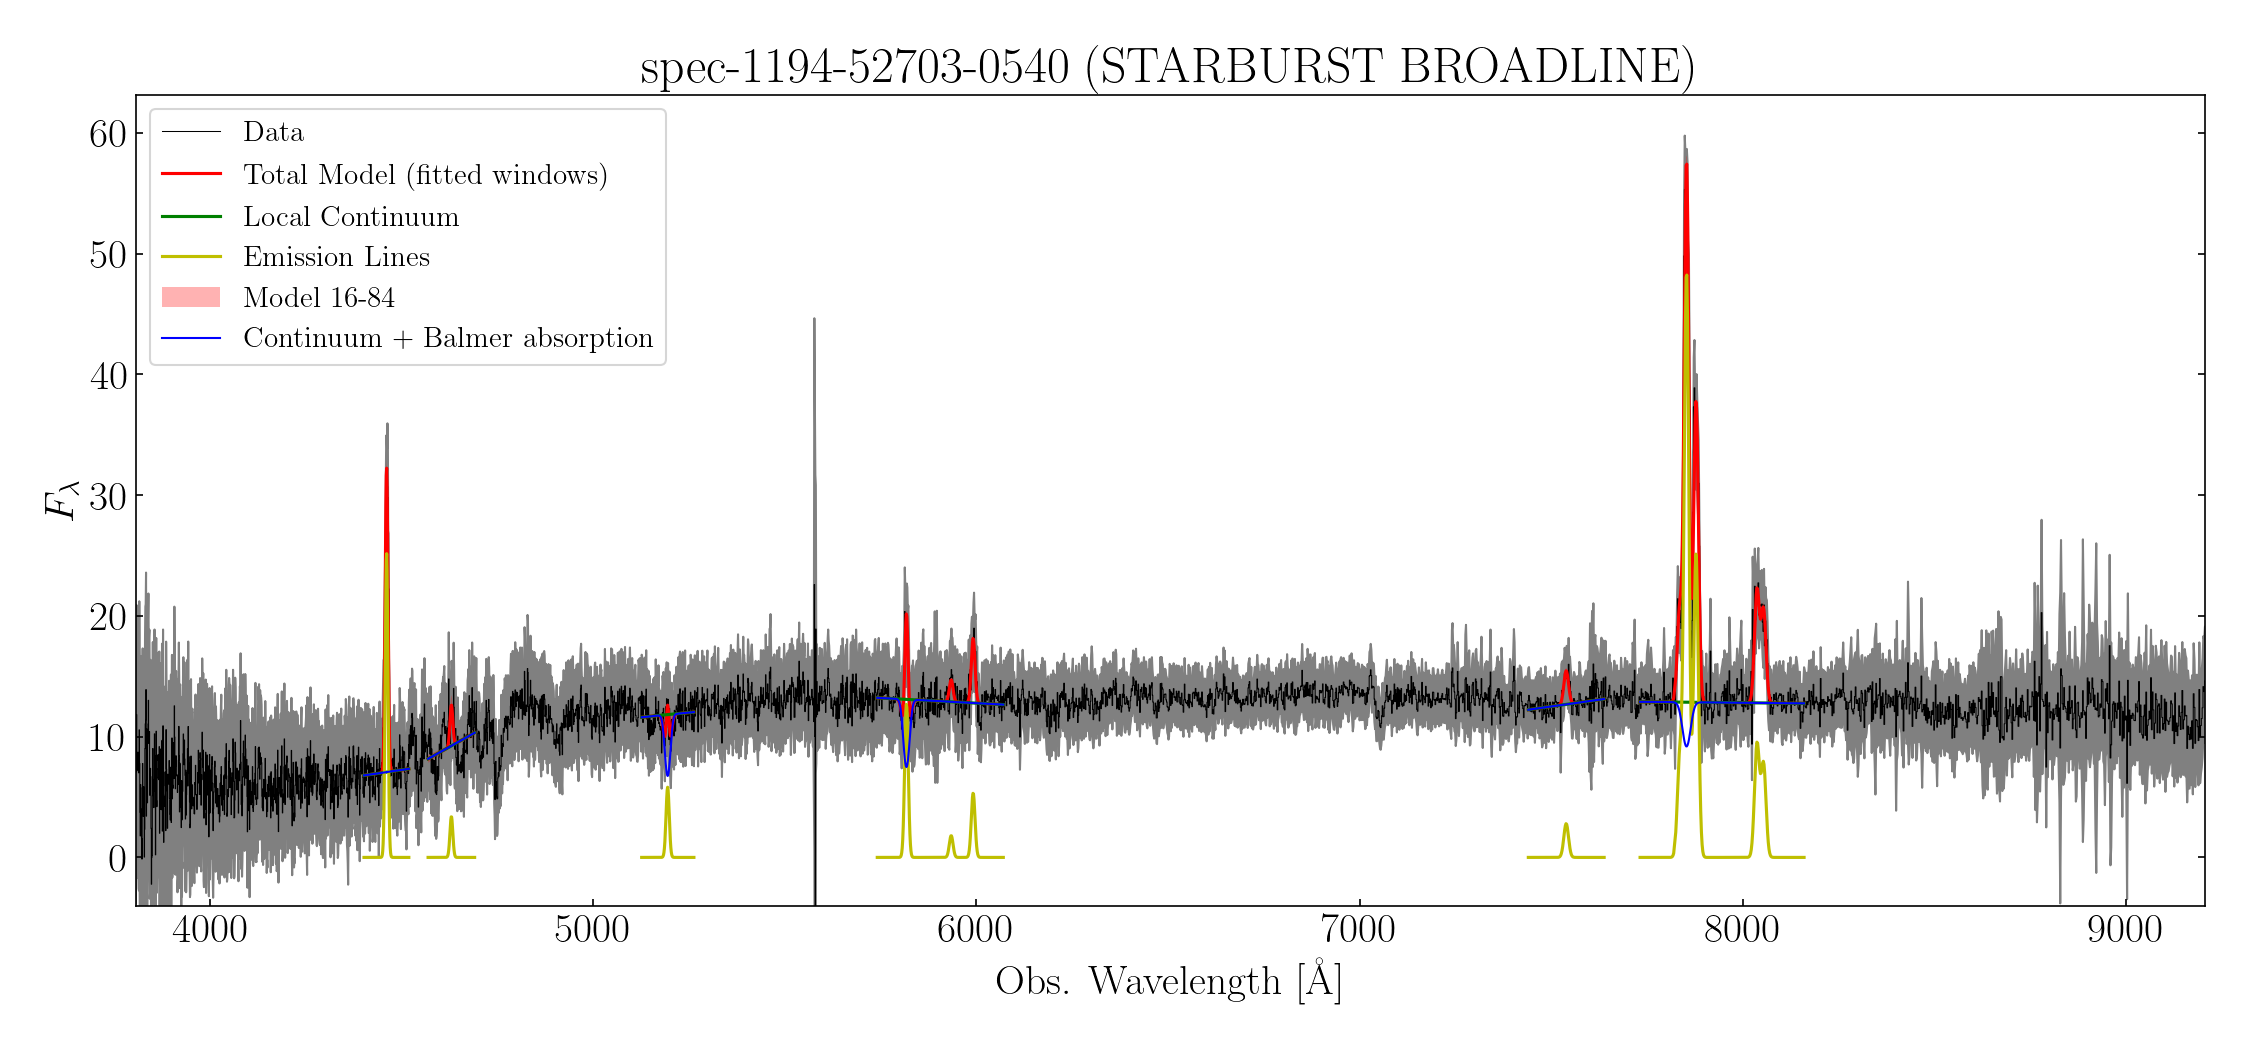 spec-1194-52703-0540 (STARBURST BROADLINE)
Data
Total Model (fitted windows)
Local Continuum
Emission Lines
Model 16-84
Continuum + Balmer absorption
60
50
40
30
20
10
0
Fλ
4000 5000 6000 7000 8000 9000
Obs. Wavelength [Å]